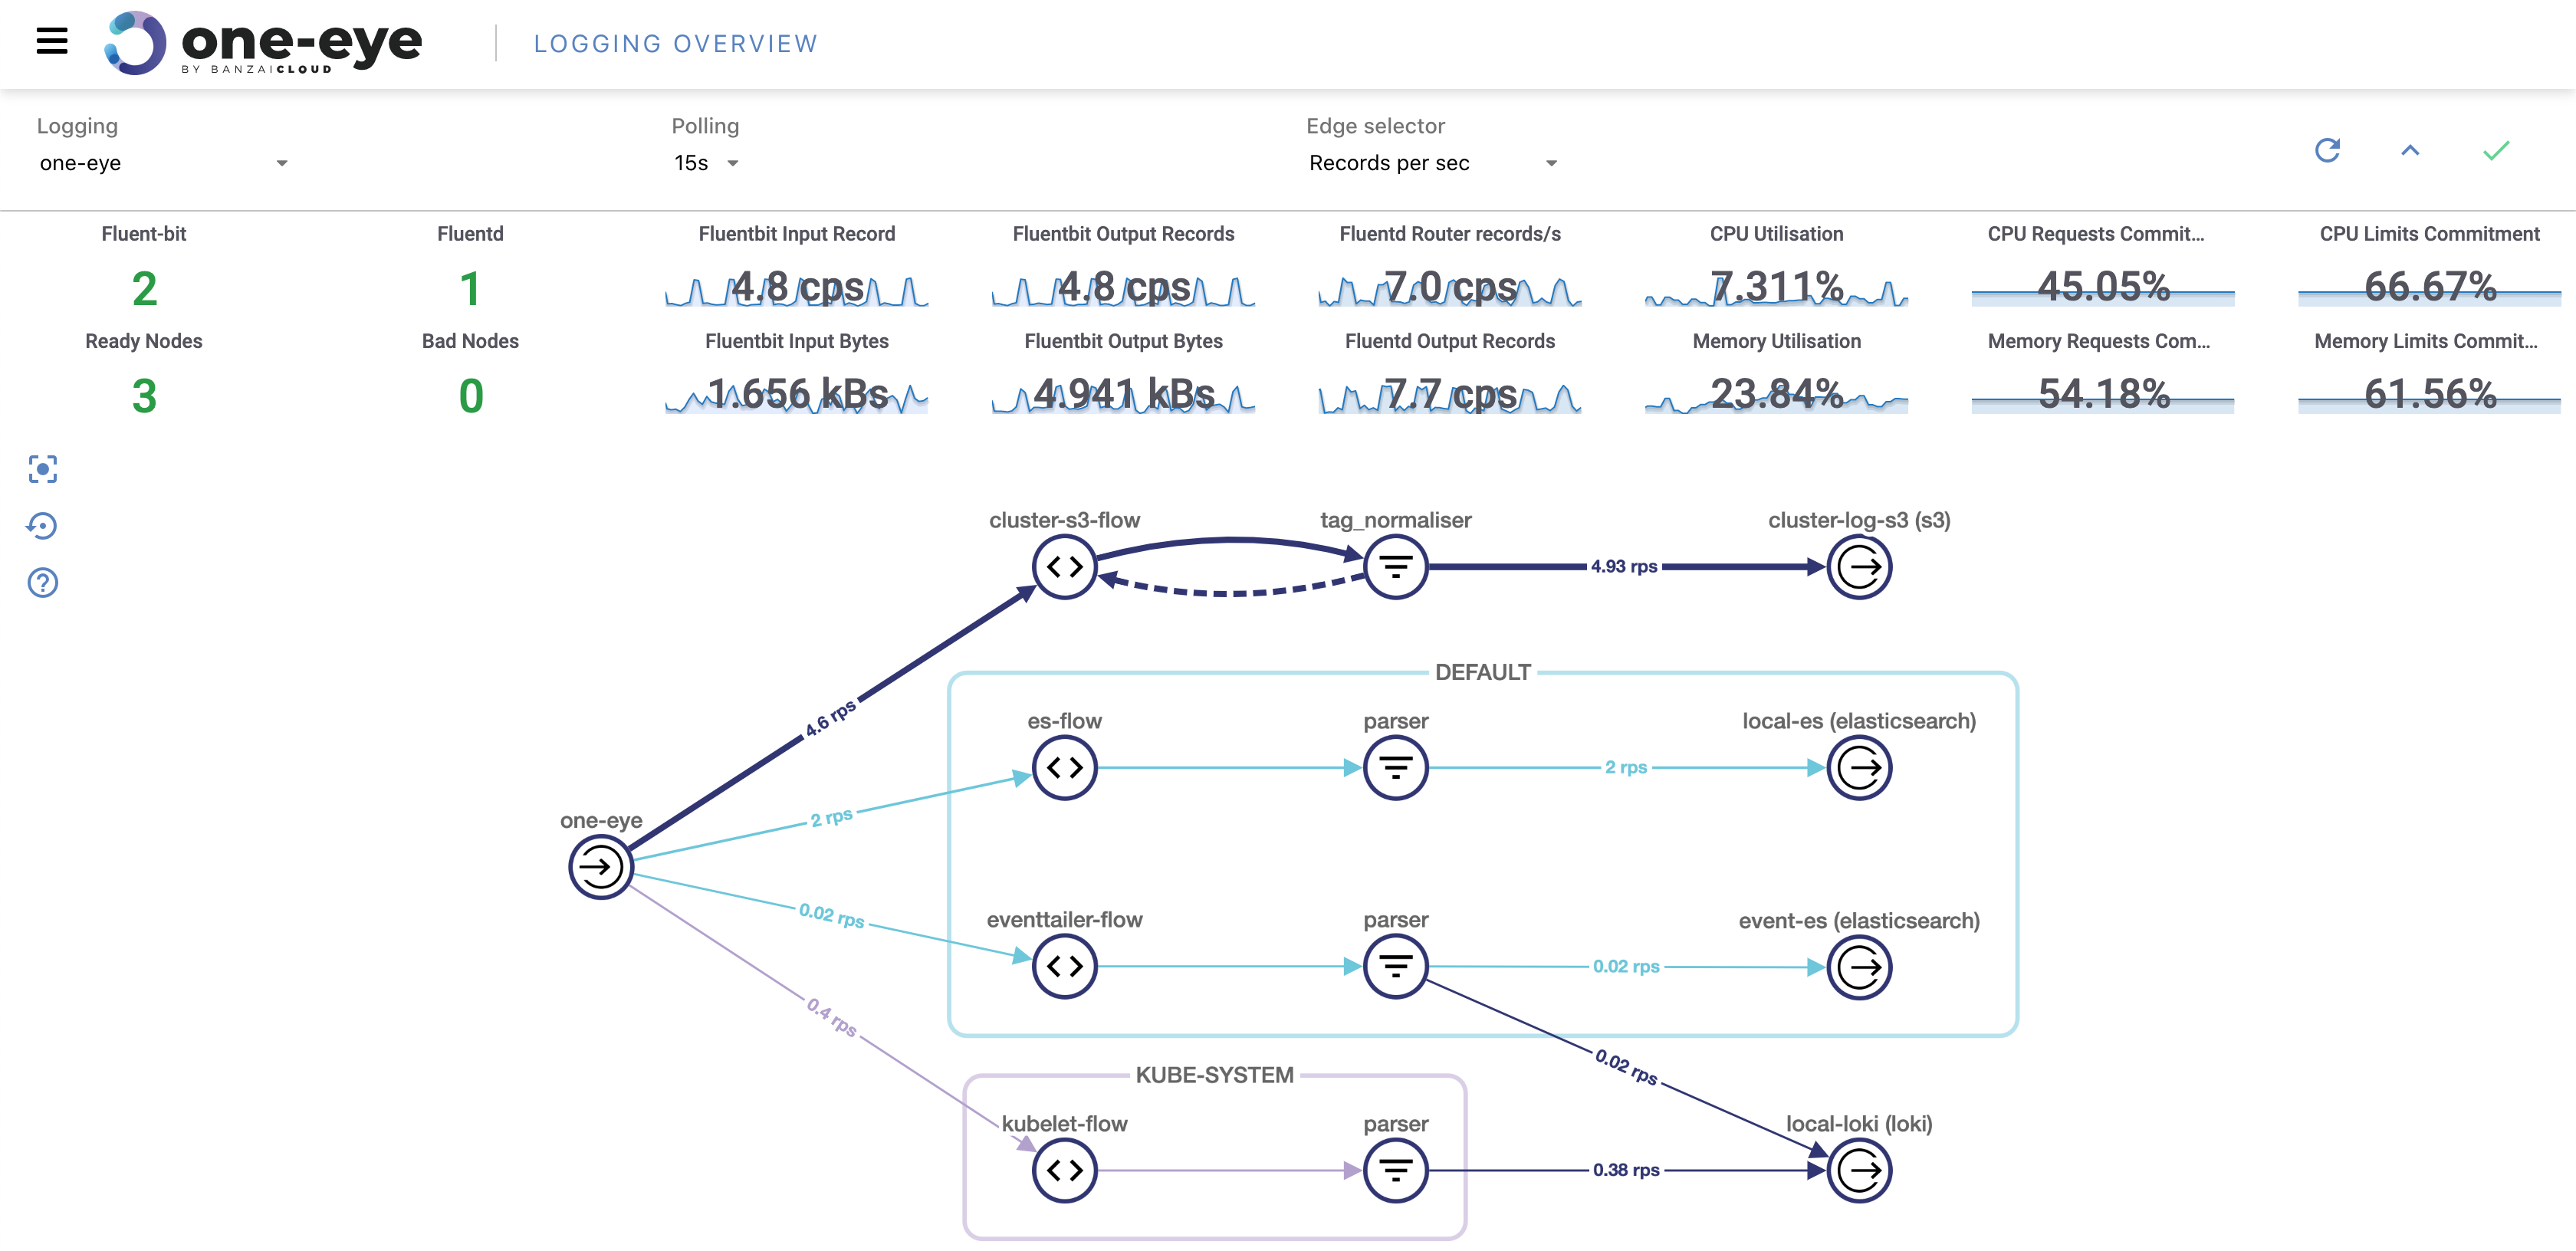 one-eye
BY BANZAICLOUD
LOGGING OVERVIEW
Logging
one-eye
Polling
15s
Edge selector
Records per sec
Fluent-bit
2
Fluentd
1
Fluentbit Input Record
4.8 cps
Fluentbit Output Records
4.8 cps
Fluentd Router records/s
7.0 cps
CPU Utilisation
7.311%
CPU Requests Commit...
45.05%
CPU Limits Commitment
66.67%
Ready Nodes
3
Bad Nodes
0
Fluentbit Input Bytes
1.656 kBs
Fluentbit Output Bytes
4.941 kBs
Fluentd Output Records
7.7 cps
Memory Utilisation
23.84%
Memory Requests Com...
54.18%
Memory Limits Commit...
61.56%
cluster-s3-flow
tag_normaliser
cluster-log-s3 (s3)
4.93 rps
4.6 rps
DEFAULT
es-flow
parser
local-es (elasticsearch)
2 rps
2 rps
one-eye
0.02 rps
eventtailer-flow
parser
event-es (elasticsearch)
0.02 rps
0.4 rps
0.02 rps
KUBE-SYSTEM
kubelet-flow
parser
local-loki (loki)
0.38 rps